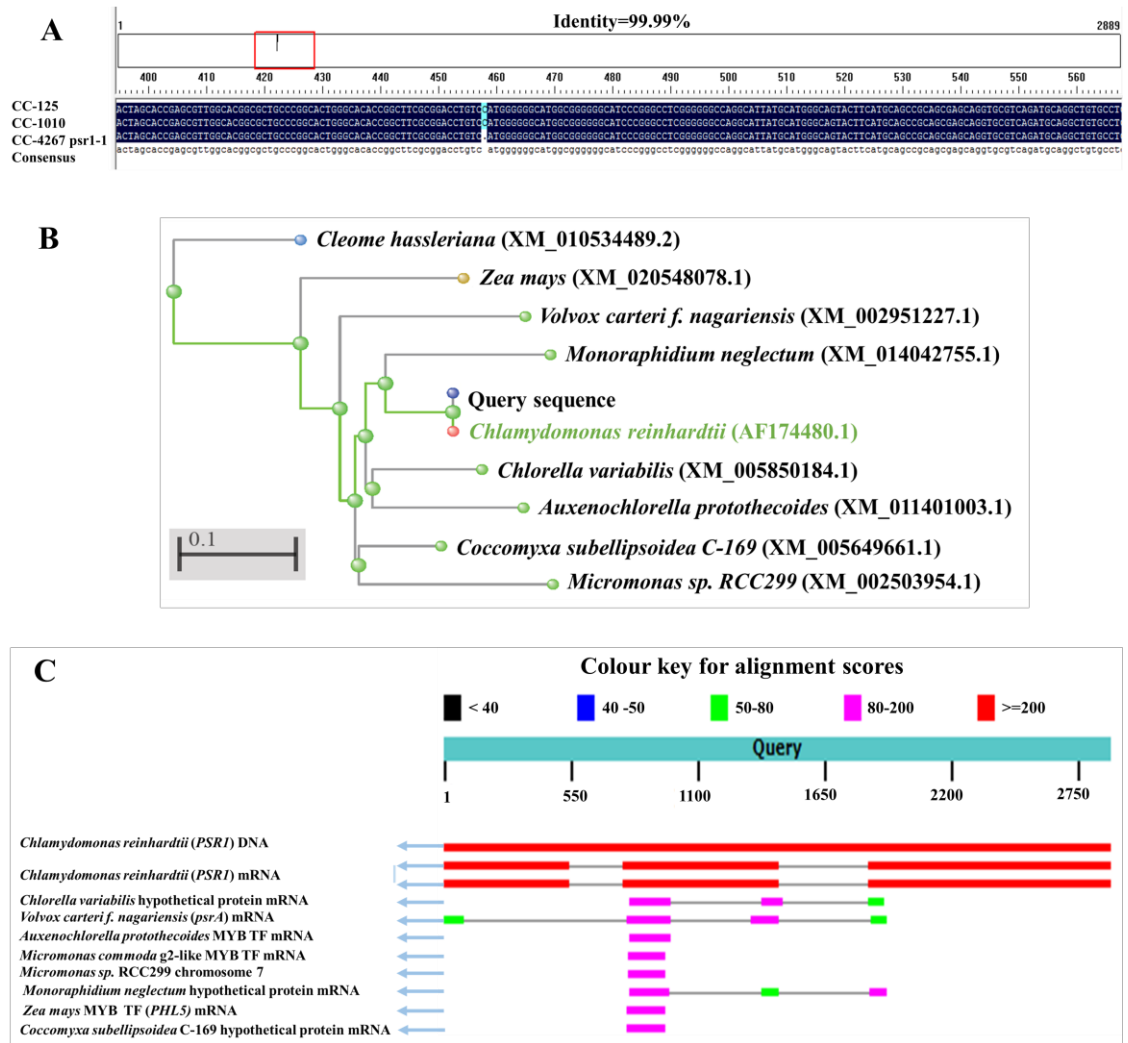 A
1 Identity=99.99% 2889
400 410 420 430 440 450 460 470 480 490 500 510 520 530 540 550 560
CC-125 ACTAGCACCGAGCGTTGGCACGGCGCTGCCCGGCACTGGGCACACCGGCTTCGCGGACCTGTCCATGGGGGGCATGGCGGGGGGCATCCCGGGCCTCGGGGGGCCAGGCATTATGCATGGGCAGTACTTCATGCAGCCGCAGCGAGCAGGTGCGTCAGATGCAGGCTGTGCCT
CC-1010 ACTAGCACCGAGCGTTGGCACGGCGCTGCCCGGCACTGGGCACACCGGCTTCGCGGACCTGTCCATGGGGGGCATGGCGGGGGGCATCCCGGGCCTCGGGGGGCCAGGCATTATGCATGGGCAGTACTTCATGCAGCCGCAGCGAGCAGGTGCGTCAGATGCAGGCTGTGCCT
CC-4267 psr1-1 ACTAGCACCGAGCGTTGGCACGGCGCTGCCCGGCACTGGGCACACCGGCTTCGCGGACCTGTC.ATGGGGGGCATGGCGGGGGGCATCCCGGGCCTCGGGGGGCCAGGCATTATGCATGGGCAGTACTTCATGCAGCCGCAGCGAGCAGGTGCGTCAGATGCAGGCTGTGCCT
Consensus actagcaccgagcgttggcacggcgctgcccggcactgggcacaccggcttcgcggacctgtc atggggggcatggcggggggcatcccgggcctcggggggccaggcattatgcatgggcagtacttcatgcagccgcagcgagcaggtgcgtcagatgcaggctgtgcct
B
Cleome hassleriana (XM_010534489.2)
Zea mays (XM_020548078.1)
Volvox carteri f. nagariensis (XM_002951227.1)
Monoraphidium neglectum (XM_014042755.1)
Query sequence
Chlamydomonas reinhardtii (AF174480.1)
Chlorella variabilis (XM_005850184.1)
Auxenochlorella protothecoides (XM_011401003.1)
Coccomyxa subellipsoidea C-169 (XM_005649661.1)
Micromonas sp. RCC299 (XM_002503954.1)
0.1
C
Colour key for alignment scores
< 40 40 -50 50-80 80-200 >=200
Query
1 550 1100 1650 2200 2750
Chlamydomonas reinhardtii (PSR1) DNA
Chlamydomonas reinhardtii (PSR1) mRNA
Chlorella variabilis hypothetical protein mRNA
Volvox carteri f. nagariensis (psrA) mRNA
Auxenochlorella protothecoides MYB TF mRNA
Micromonas commoda g2-like MYB TF mRNA
Micromonas sp. RCC299 chromosome 7
Monoraphidium neglectum hypothetical protein mRNA
Zea mays MYB TF (PHL5) mRNA
Coccomyxa subellipsoidea C-169 hypothetical protein mRNA